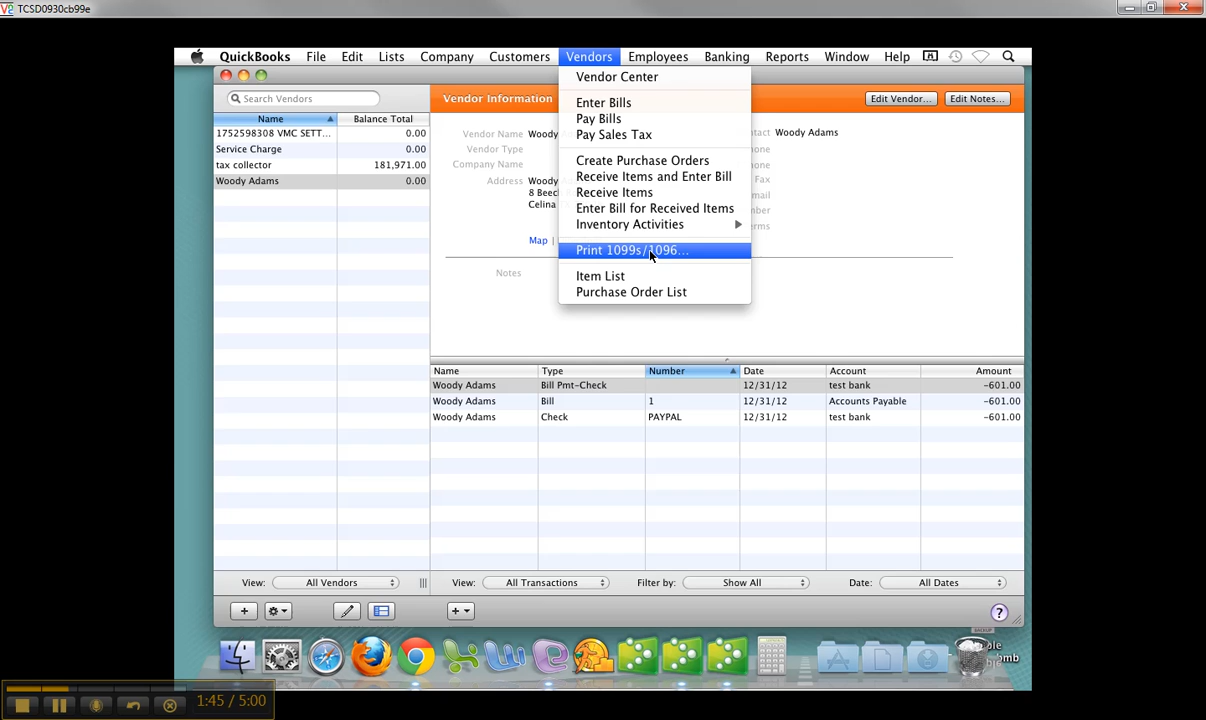 TCSD0930cb99e
QuickBooks File Edit Lists Company Customers Vendors Employees Banking Reports Window Help
Search Vendors
Name Balance Total
1752598308 VMC SETT... 0.00
Service Charge 0.00
tax collector 181,971.00
Woody Adams 0.00
Vendor Information
Edit Vendor...
Edit Notes...
Vendor Name Woody
Vendor Type
Company Name
Address Woody
8 Beech
Celina
Map |
Notes
Woody Adams
Fax
Vendor Center
Enter Bills
Pay Bills
Pay Sales Tax
Create Purchase Orders
Receive Items and Enter Bill
Receive Items
Enter Bill for Received Items
Inventory Activities
Print 1099s/1096...
Item List
Purchase Order List
Name Type Number Date Account Amount
Woody Adams Bill Pmt-Check 12/31/12 test bank -601.00
Woody Adams Bill 1 12/31/12 Accounts Payable -601.00
Woody Adams Check PAYPAL 12/31/12 test bank -601.00
View: All Vendors
View: All Transactions Filter by: Show All Date: All Dates
1:45 / 5:00